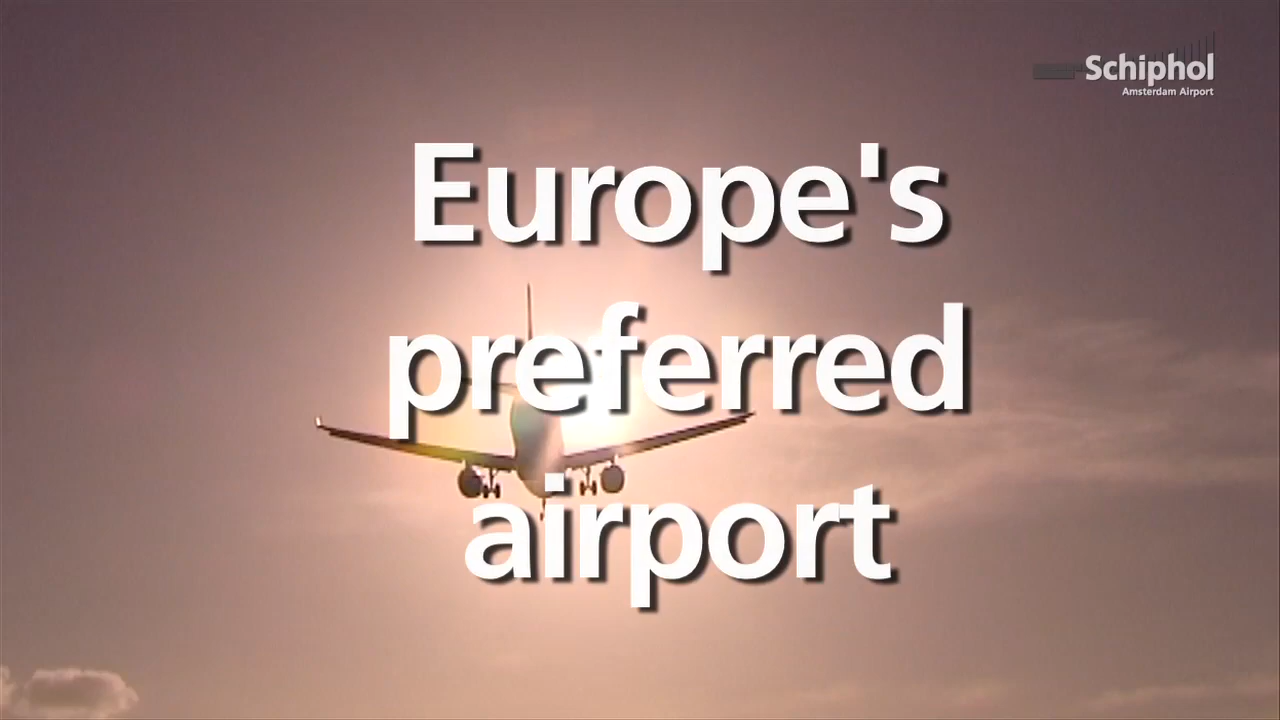 Schiphol
Amsterdam Airport
Europe's
preferred
airport